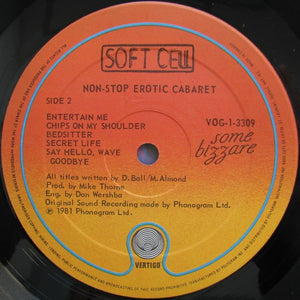 SOFT CELL
NON-STOP EROTIC CABARET
SIDE 2
VOG-1-3309
ENTERTAIN ME
CHIPS ON MY SHOULDER
BEDSITTER
SECRET LIFE
SAY HELLO, WAVE
GOODBYE
some
bizzare
All titles written by D. Ball/M. Almond
Prod. by Mike Thorne
Eng. by Don Wershba
Original Sound Recording made by Phonogram Ltd.
℗ 1981 Phonogram Ltd.
VERTIGO